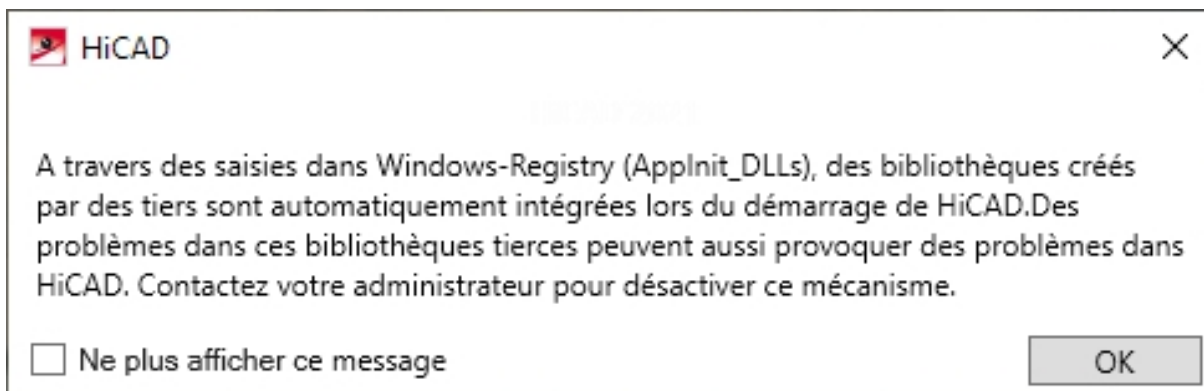 HiCAD
A travers des saisies dans Windows-Registry (AppInit_DLLs), des bibliothèques créés
par des tiers sont automatiquement intégrées lors du démarrage de HiCAD.Des
problèmes dans ces bibliothèques tierces peuvent aussi provoquer des problèmes dans
HiCAD. Contactez votre administrateur pour désactiver ce mécanisme.
Ne plus afficher ce message
OK